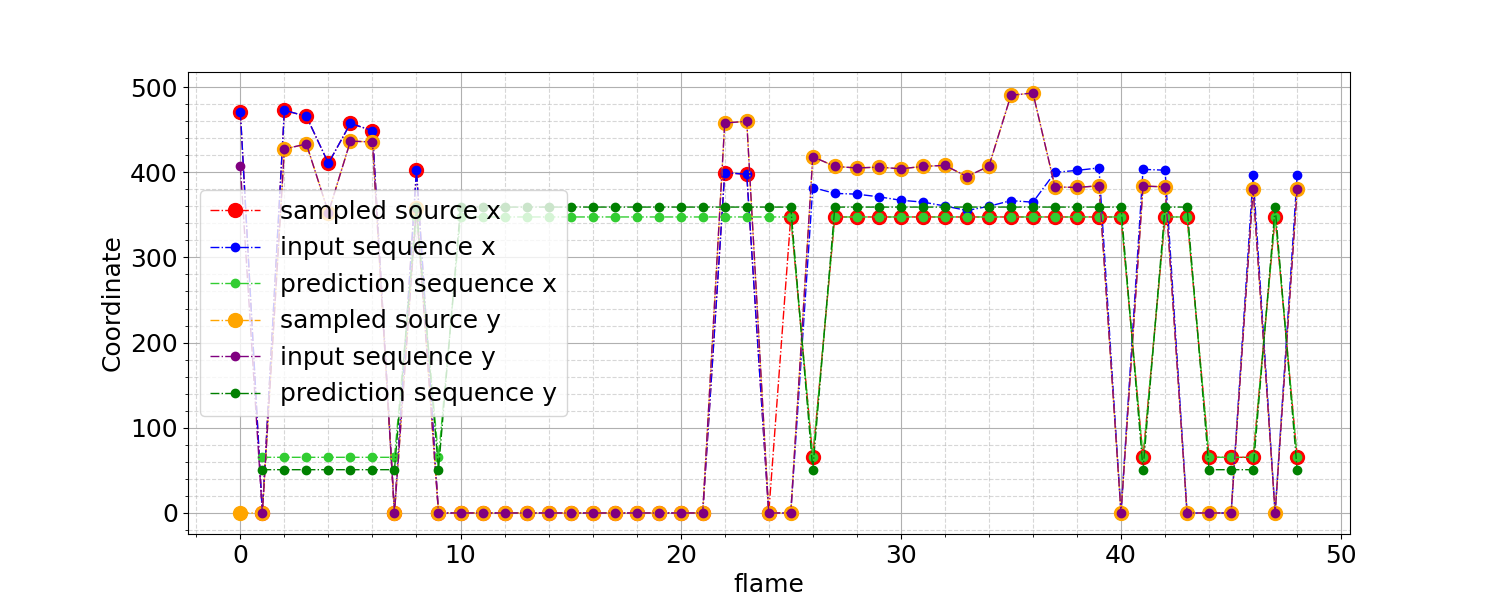 500
400
300
200
100
0
Coordinate
sampled source x
input sequence x
prediction sequence x
sampled source y
input sequence y
prediction sequence y
0 10 20 30 40 50
flame